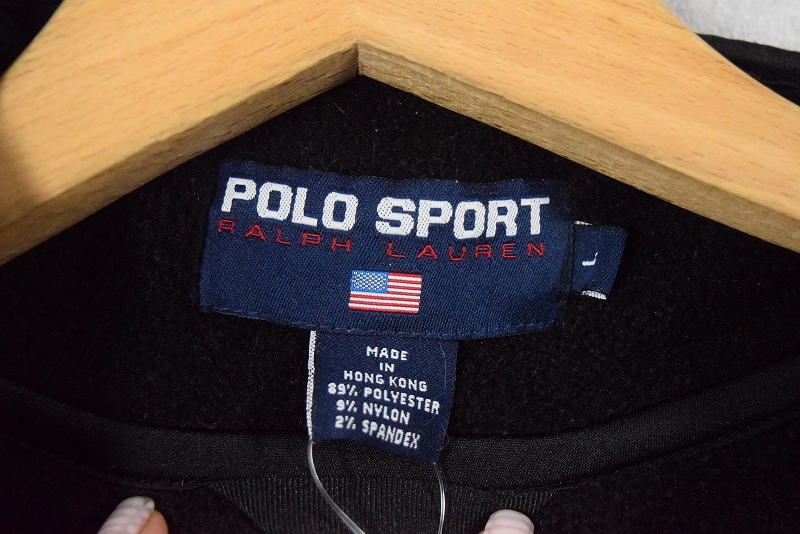 POLO SPORT
RALPH LAUREN
L
MADE
IN
HONG KONG
89% POLYESTER
9% NYLON
2% SPANDEX